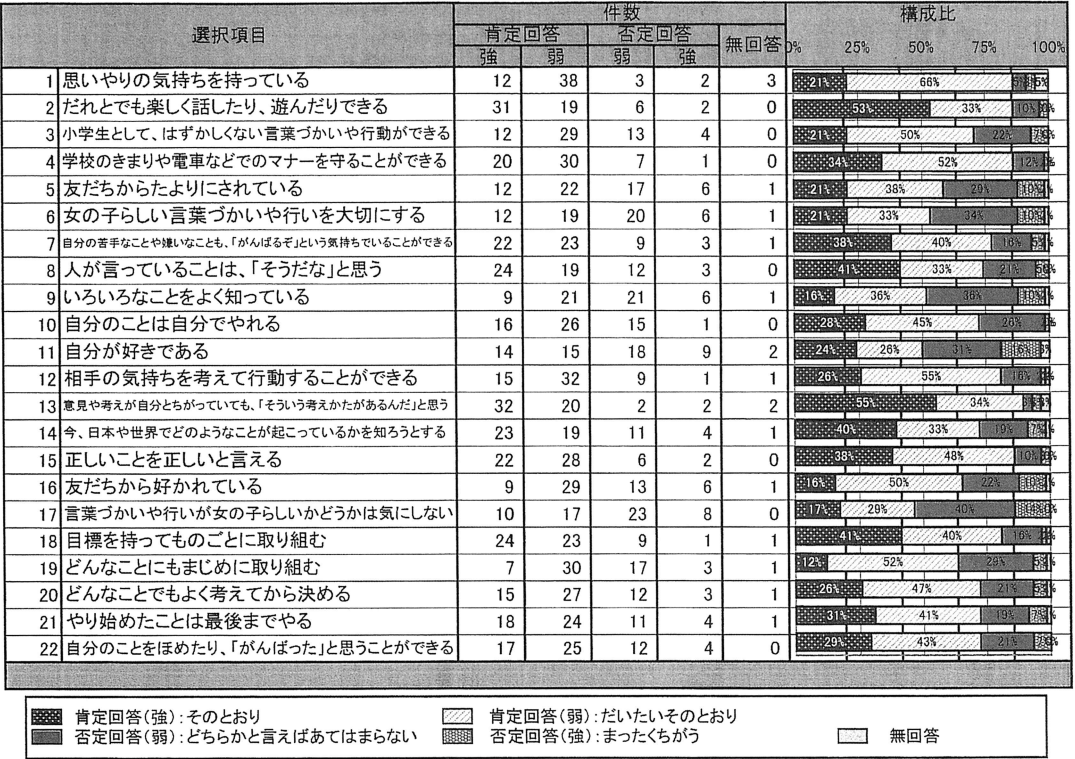 選択項目 件数 構成比
肯定回答 否定回答 無回答 0% 25% 50% 75% 100%
強 弱 弱 強
1 思いやりの気持ちを持っている 12 38 3 2 3 21% 66% 5%
2 だれとでも楽しく話したり、遊んだりできる 31 19 6 2 0 53% 33% 10%
3 小学生として、はずかしくない言葉づかいや行動ができる 12 29 13 4 0 21% 50% 22% 7%
4 学校のきまりや電車などでのマナーを守ることができる 20 30 7 1 0 34% 52% 12%
5 友だちからたよりにされている 12 22 17 6 1 21% 38% 29% 10%
6 女の子らしい言葉づかいや行いを大切にする 12 19 20 6 1 21% 33% 34% 10%
7 自分の苦手なことや嫌いなことも、「がんばるぞ」という気持ちでいることができる 22 23 9 3 1 38% 40% 16% 5%
8 人が言っていることは、「そうだな」と思う 24 19 12 3 0 41% 33% 21% 5%
9 いろいろなことをよく知っている 9 21 21 6 1 16% 36% 36% 10%
10 自分のことは自分でやれる 16 26 15 1 0 28% 45% 26%
11 自分が好きである 14 15 18 9 2 24% 26% 31%
12 相手の気持ちを考えて行動することができる 15 32 9 1 1 26% 55% 16%
13 意見や考えが自分とちがっていても、「そういう考えかたがあるんだ」と思う 32 20 2 2 2 55% 34%
14 今、日本や世界でどのようなことが起こっているかを知ろうとする 23 19 11 4 1 40% 33% 19% 7%
15 正しいことを正しいと言える 22 28 6 2 0 38% 48% 10%
16 友だちから好かれている 9 29 13 6 1 16% 50% 22% 10%
17 言葉づかいや行いが女の子らしいかどうかは気にしない 10 17 23 8 0 17% 29% 40% 14%
18 目標を持ってものごとに取り組む 24 23 9 1 1 41% 40% 16%
19 どんなことにもまじめに取り組む 7 30 17 3 1 12% 52% 29% 5%
20 どんなことでもよく考えてから決める 15 27 12 3 1 26% 47% 21% 5%
21 やり始めたことは最後までやる 18 24 11 4 1 31% 41% 19% 7%
22 自分のことをほめたり、「がんばった」と思うことができる 17 25 12 4 0 29% 43% 21% 7%
肯定回答(強):そのとおり 肯定回答(弱):だいたいそのとおり
否定回答(弱):どちらかと言えばあてはまらない 否定回答(強):まったくちがう 無回答